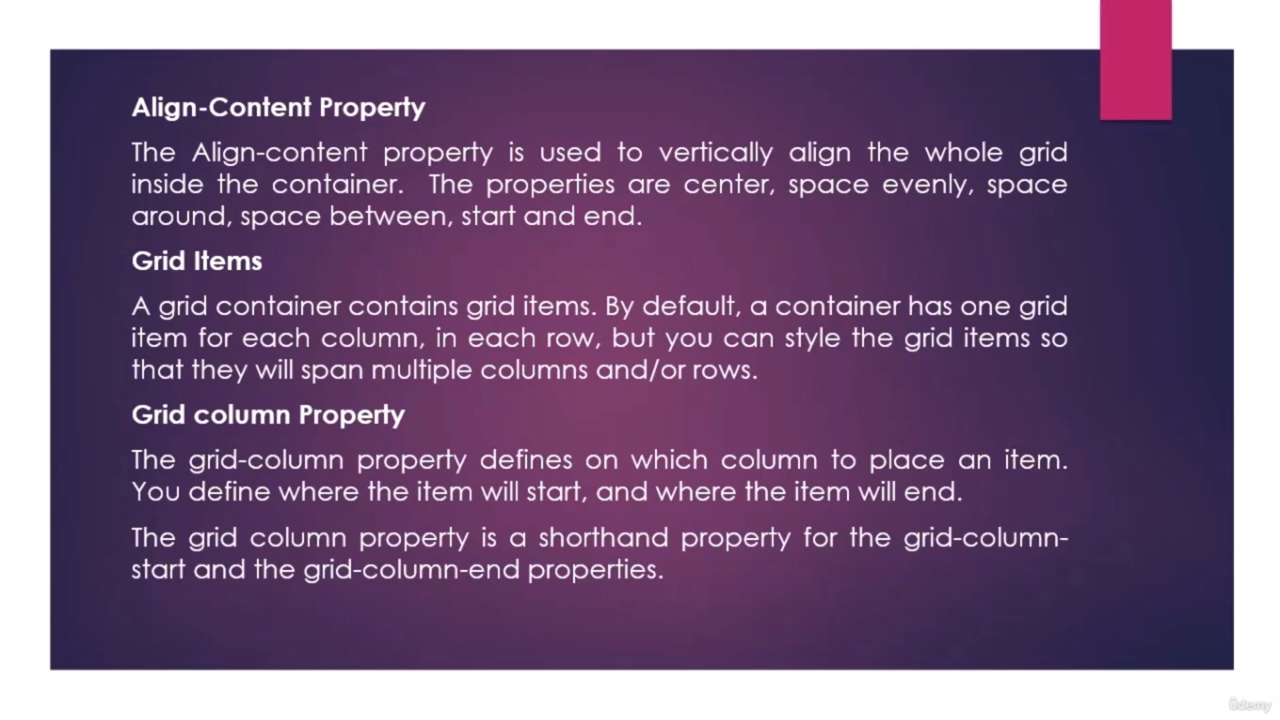 Align-Content Property
The Align-content property is used to vertically align the whole grid
inside the container. The properties are center, space evenly, space
around, space between, start and end.
Grid Items
A grid container contains grid items. By default, a container has one grid
item for each column, in each row, but you can style the grid items so
that they will span multiple columns and/or rows.
Grid column Property
The grid-column property defines on which column to place an item.
You define where the item will start, and where the item will end.
The grid column property is a shorthand property for the grid-column-
start and the grid-column-end properties.
ûdemy